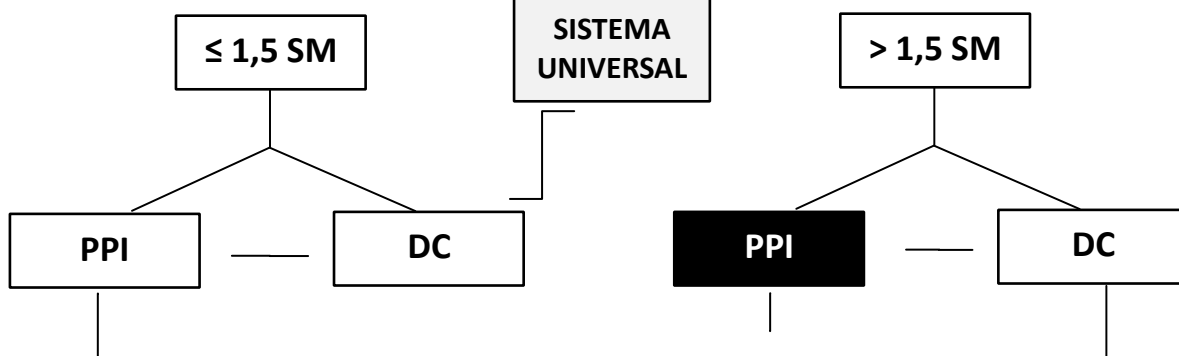 ≤ 1,5 SM
SISTEMA
UNIVERSAL
> 1,5 SM
PPI
DC
PPI
DC